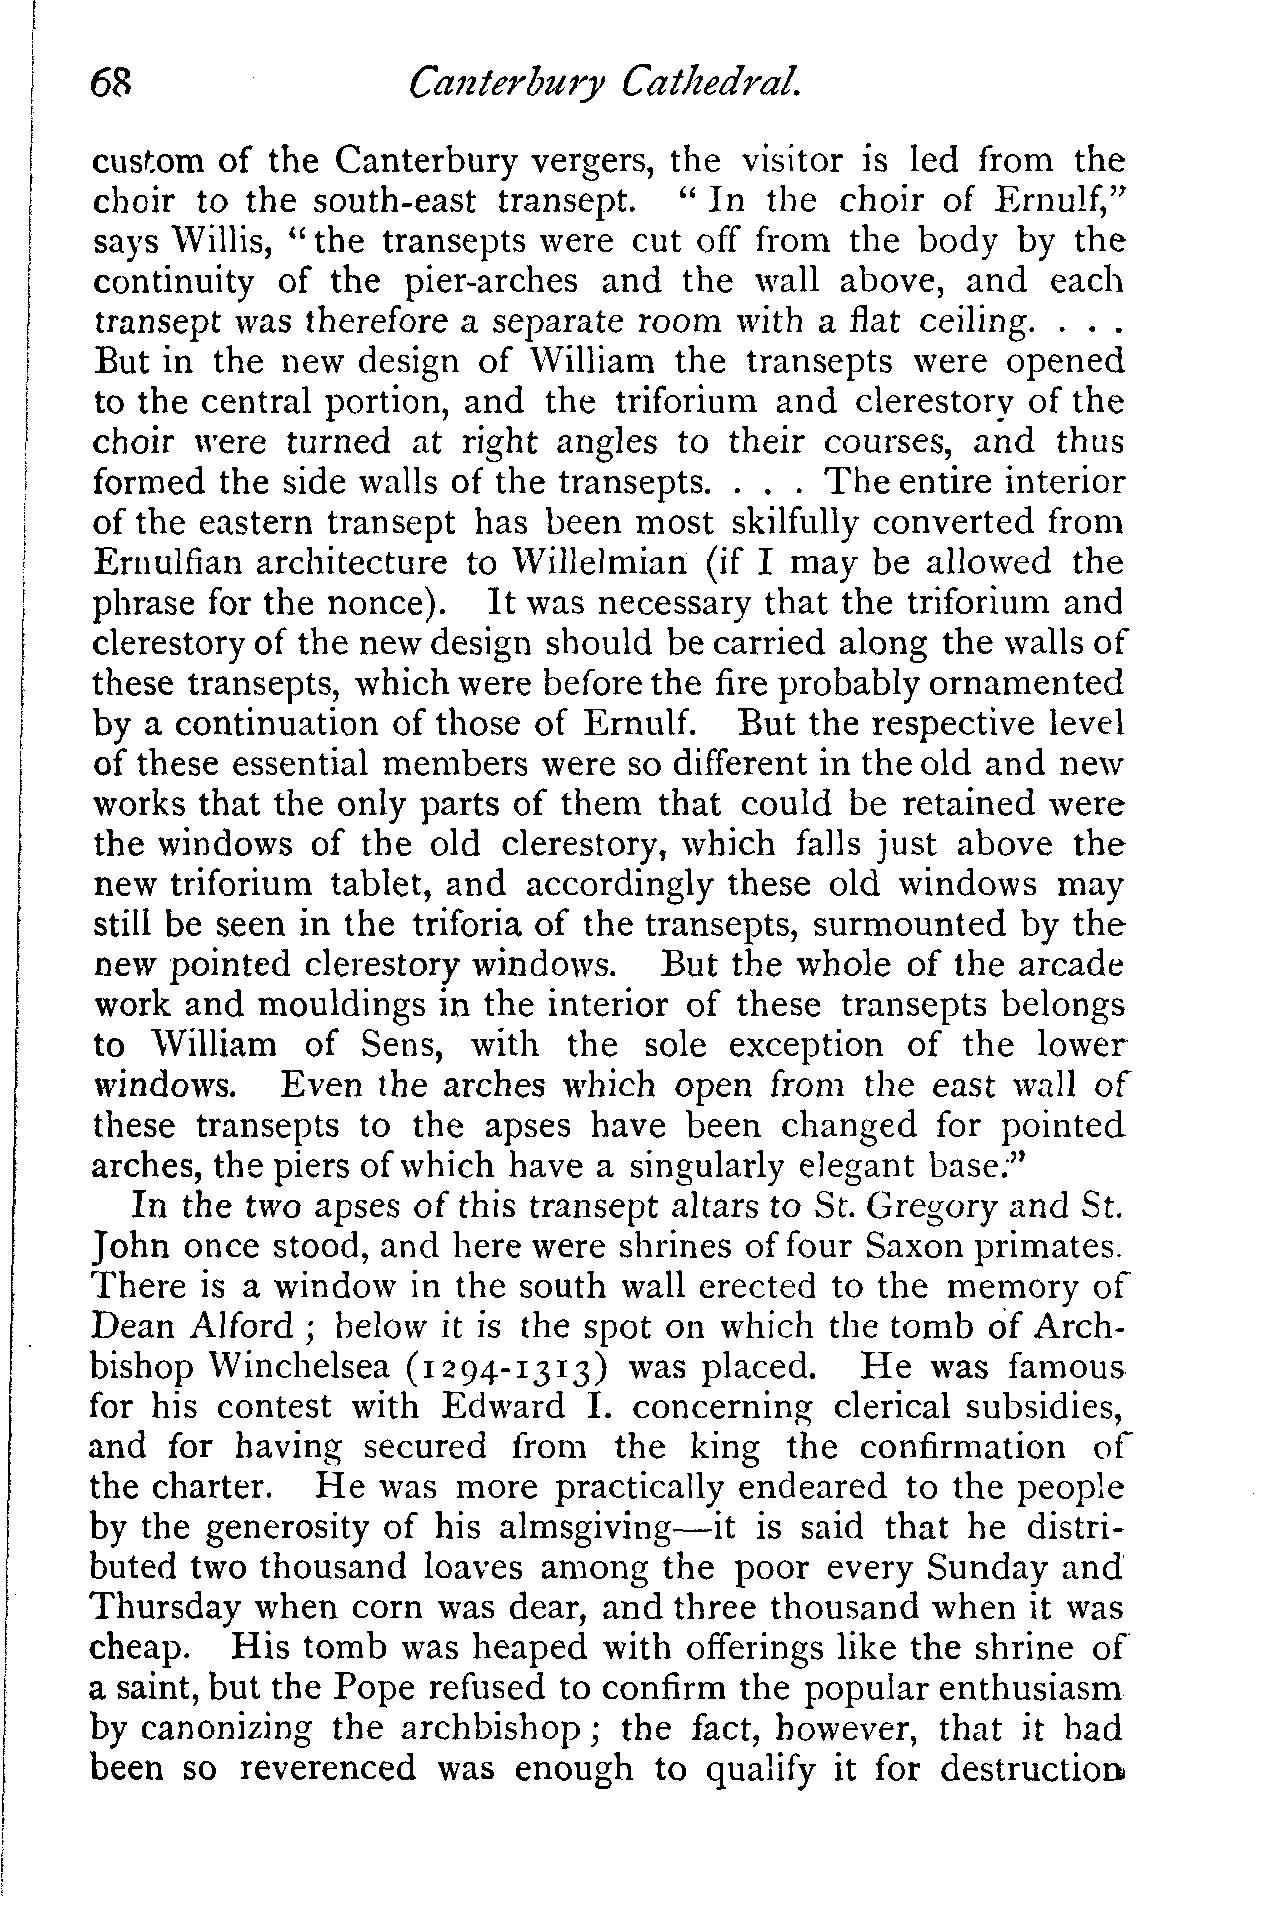 68 Canterbury Cathedral.
custom of the Canterbury vergers, the visitor is led from the
choir to the south-east transept. “ In the choir of Ernulf,”
says Willis, “ the transepts were cut off from the body by the
continuity of the pier-arches and the wall above, and each
transept was therefore a separate room with a flat ceiling. . . .
But in the new design of William the transepts were opened
to the central portion, and the triforium and clerestory of the
choir were turned at right angles to their courses, and thus
formed the side walls of the transepts. . . . The entire interior
of the eastern transept has been most skilfully converted from
Ernulfian architecture to Willelmian (if I may be allowed the
phrase for the nonce). It was necessary that the triforium and
clerestory of the new design should be carried along the walls of
these transepts, which were before the fire probably ornamented
by a continuation of those of Ernulf. But the respective level
of these essential members were so different in the old and new
works that the only parts of them that could be retained were
the windows of the old clerestory, which falls just above the
new triforium tablet, and accordingly these old windows may
still be seen in the triforia of the transepts, surmounted by the
new pointed clerestory windows. But the whole of the arcade
work and mouldings in the interior of these transepts belongs
to William of Sens, with the sole exception of the lower
windows. Even the arches which open from the east wall of
these transepts to the apses have been changed for pointed
arches, the piers of which have a singularly elegant base.”
In the two apses of this transept altars to St. Gregory and St.
John once stood, and here were shrines of four Saxon primates.
There is a window in the south wall erected to the memory of
Dean Alford ; below it is the spot on which the tomb of Arch-
bishop Winchelsea (1294-1313) was placed. He was famous
for his contest with Edward I. concerning clerical subsidies,
and for having secured from the king the confirmation of
the charter. He was more practically endeared to the people
by the generosity of his almsgiving—it is said that he distri-
buted two thousand loaves among the poor every Sunday and
Thursday when corn was dear, and three thousand when it was
cheap. His tomb was heaped with offerings like the shrine of
a saint, but the Pope refused to confirm the popular enthusiasm
by canonizing the archbishop ; the fact, however, that it had
been so reverenced was enough to qualify it for destruction